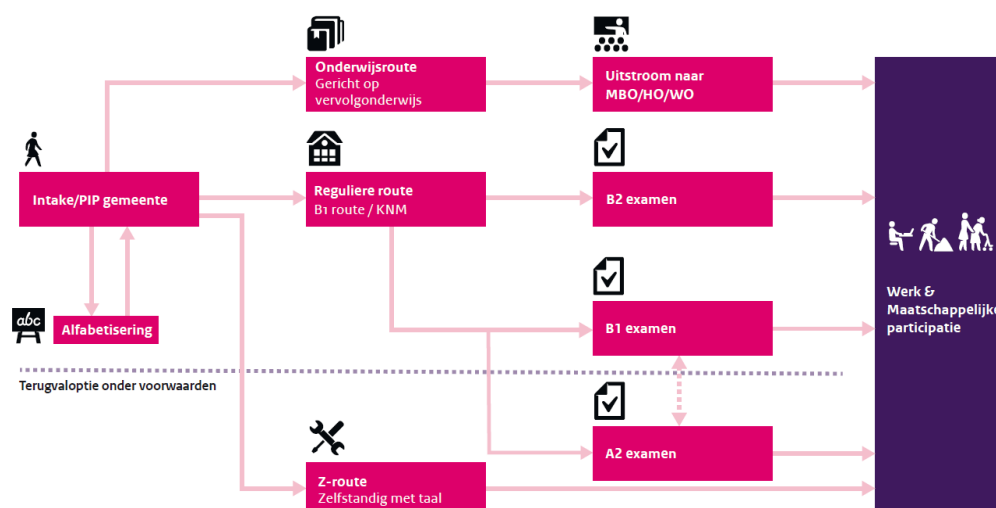 Onderwijsroute
Gericht op
vervolgonderwijs
Uitstroom naar
MBO/HO/WO
Intake/PIP gemeente
Reguliere route
B1 route / KNM
B2 examen
abc
Alfabetisering
B1 examen
Werk &
Maatschappelijke
participatie
Terugvaloptie onder voorwaarden
A2 examen
Z-route
Zelfstandig met taal